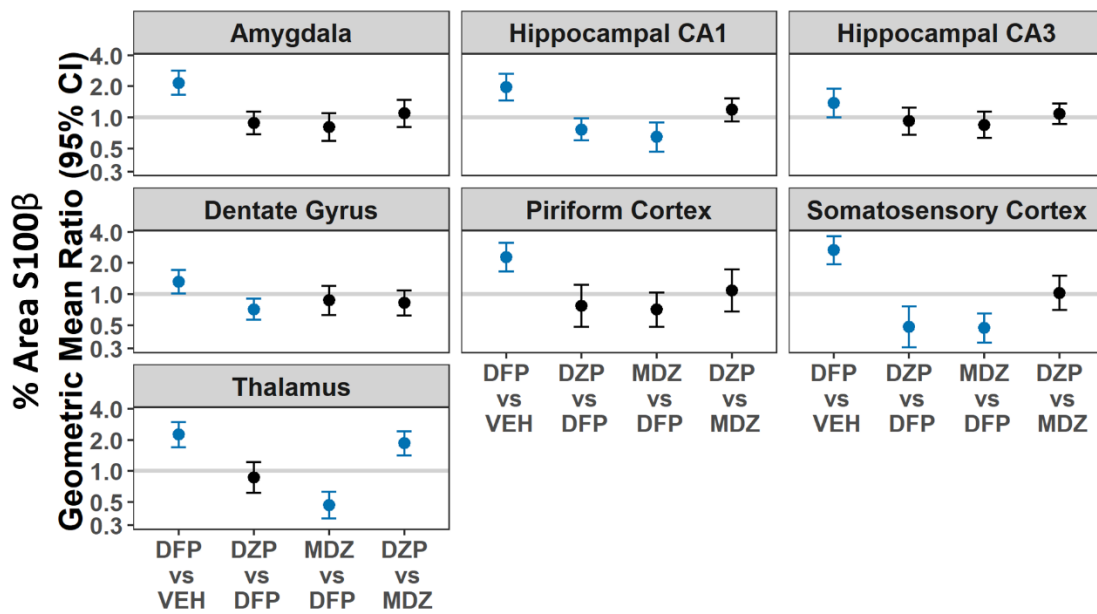 % Area S100β
Geometric Mean Ratio (95% CI)
Amygdala
4.0
2.0
1.0
0.5
0.3
Hippocampal CA1
Hippocampal CA3
Dentate Gyrus
4.0
2.0
1.0
0.5
0.3
Piriform Cortex
Somatosensory Cortex
DFP vs VEH
DZP vs DFP
MDZ vs DFP
DZP vs MDZ
DFP vs VEH
DZP vs DFP
MDZ vs DFP
DZP vs MDZ
Thalamus
4.0
2.0
1.0
0.5
0.3
DFP vs VEH
DZP vs DFP
MDZ vs DFP
DZP vs MDZ